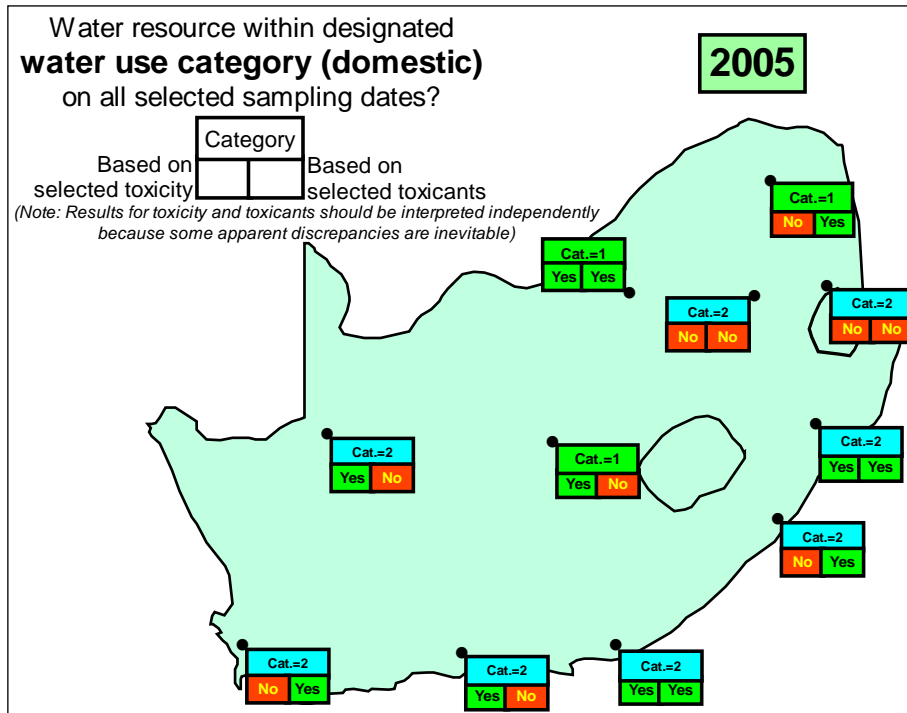 Water resource within designated
water use category (domestic)
on all selected sampling dates?
2005
Category
Based on
selected toxicity
Based on
selected toxicants
(Note: Results for toxicity and toxicants should be interpreted independently
because some apparent discrepancies are inevitable)
Cat.=1
No Yes
Cat.=1
Yes Yes
Cat.=2
No No
Cat.=2
No No
Cat.=2
Yes No
Cat.=1
Yes No
Cat.=2
Yes Yes
Cat.=2
No Yes
Cat.=2
No Yes
Cat.=2
Yes No
Cat.=2
Yes Yes